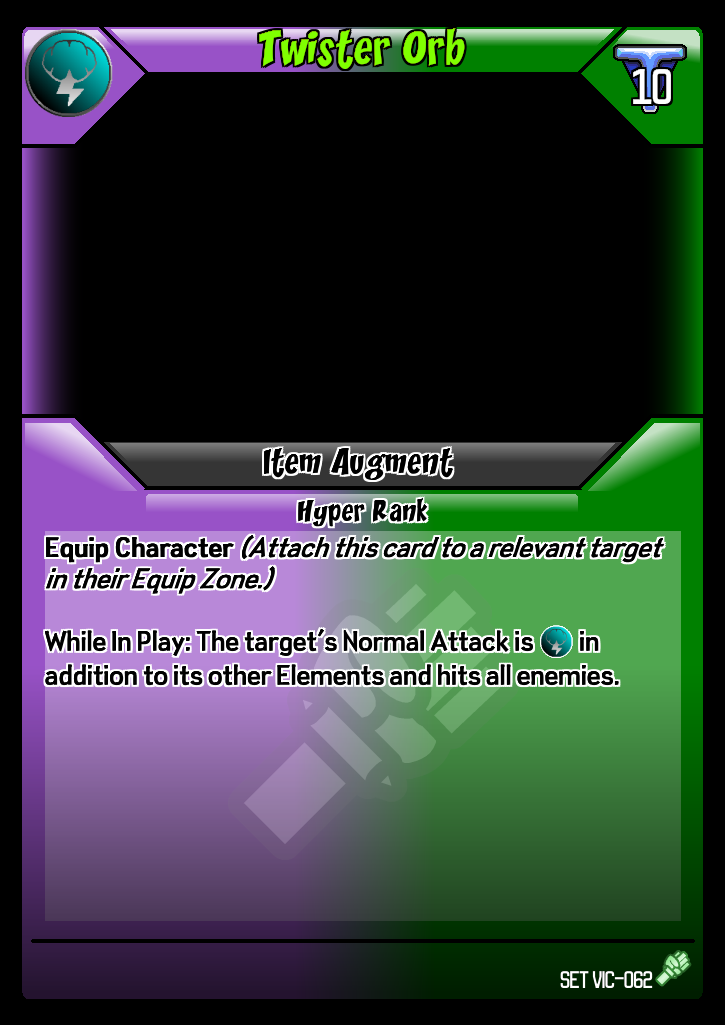 Twister Orb
10
Item Augment
Hyper Rank
Equip Character (Attach this card to a relevant target
in their Equip Zone.)
While In Play: The target's Normal Attack is in
addition to its other Elements and hits all enemies.
SET VIC-062